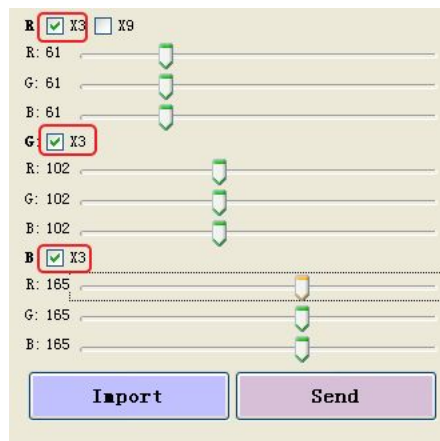 R X3 X9
R: 61
G: 61
B: 61
G: X3
R: 102
G: 102
B: 102
B X3
R: 165
G: 165
B: 165
Import Send